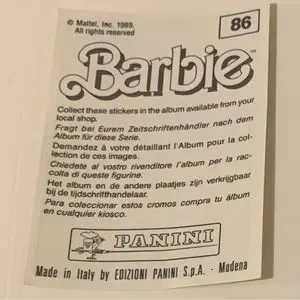 © Mattel, Inc. 1989.
All rights reserved
86
Barbie™
Collect these stickers in the album available from your
local shop.
Fragt bei Eurem Zeitschriftenhändler nach dem
Album für diese Serie.
Demandez à votre détaillant l'Album pour la col-
lection de ces images.
Chiedete al vostro rivenditore l'album per la rac-
colta di queste figurine.
Het album en de andere plaatjes zijn verkrijgbaar
bij de tijdschrifthandelaar.
Para coleccionar estos cromos compra tu álbum
en cualquier kiosco.
PANINI
Made in Italy by EDIZIONI PANINI S.p.A. - Modena